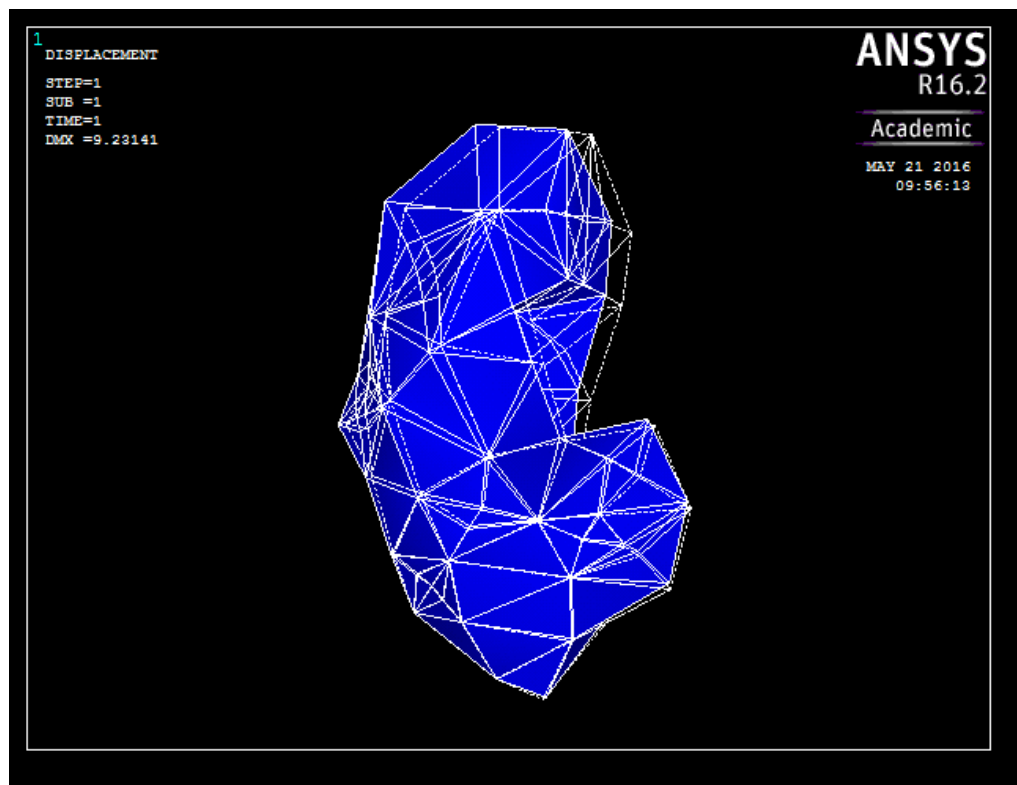 1
DISPLACEMENT
STEP=1
SUB =1
TIME=1
DMX =9.23141
ANSYS
R16.2
Academic
MAY 21 2016
09:56:13